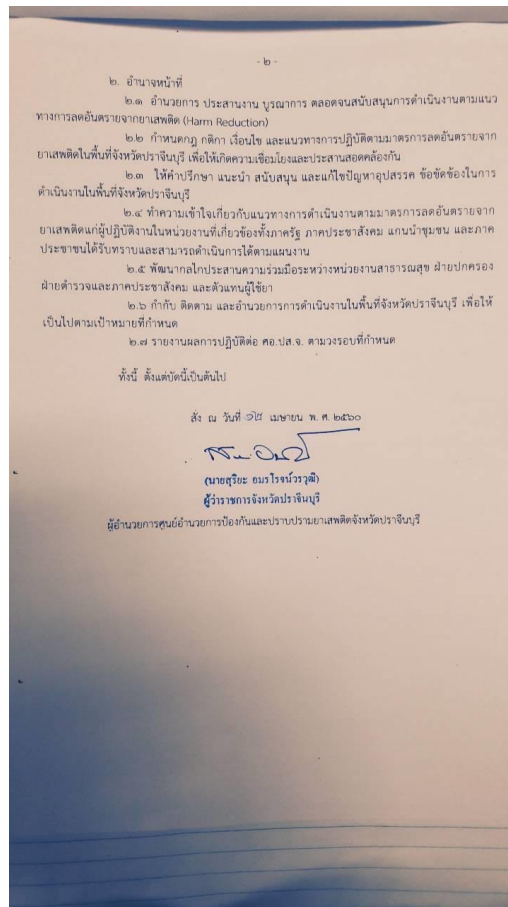 - ๒ -
๒. อำนาจหน้าที่
๒.๑ อำนวยการ ประสานงาน บูรณาการ ตลอดจนสนับสนุนการดำเนินงานตามแนว
ทางการลดอันตรายจากยาเสพติด (Harm Reduction)
๒.๒ กำหนดกฎ กติกา เงื่อนไข และแนวทางการปฏิบัติตามมาตรการลดอันตรายจาก
ยาเสพติดในพื้นที่จังหวัดปราจีนบุรี เพื่อให้เกิดความเชื่อมโยงและประสานสอดคล้องกัน
๒.๓ ให้คำปรึกษา แนะนำ สนับสนุน และแก้ไขปัญหาอุปสรรค ข้อขัดข้องในการ
ดำเนินงานในพื้นที่จังหวัดปราจีนบุรี
๒.๔ ทำความเข้าใจเกี่ยวกับแนวทางการดำเนินงานตามมาตรการลดอันตรายจาก
ยาเสพติดแก่ผู้ปฏิบัติงานในหน่วยงานที่เกี่ยวข้องทั้งภาครัฐ ภาคประชาสังคม แกนนำชุมชน และภาค
ประชาชนได้รับทราบและสามารถดำเนินการได้ตามแผนงาน
๒.๕ พัฒนากลไกประสานความร่วมมือระหว่างหน่วยงานสาธารณสุข ฝ่ายปกครอง
ฝ่ายตำรวจและภาคประชาสังคม และตัวแทนผู้ใช้ยา
๒.๖ กำกับ ติดตาม และอำนวยการการดำเนินงานในพื้นที่จังหวัดปราจีนบุรี เพื่อให้
เป็นไปตามเป้าหมายที่กำหนด
๒.๗ รายงานผลการปฏิบัติต่อ ศอ.ปส.จ. ตามวงรอบที่กำหนด
ทั้งนี้ ตั้งแต่บัดนี้เป็นต้นไป
สั่ง ณ วันที่ เมษายน พ.ศ. ๒๕๖๐
(นายสุริยะ อมรโรจน์วรวุฒิ)
ผู้ว่าราชการจังหวัดปราจีนบุรี
ผู้อำนวยการศูนย์อำนวยการป้องกันและปราบปรามยาเสพติดจังหวัดปราจีนบุรี